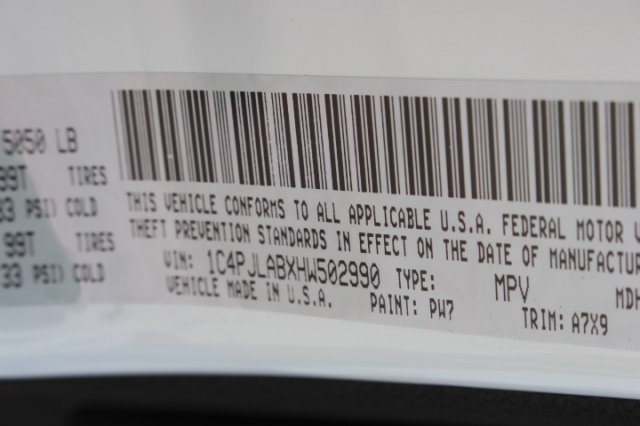 5050 LB
99T TIRES
33 PSI) COLD
99T TIRES
33 PSI) COLD
THIS VEHICLE CONFORMS TO ALL APPLICABLE U.S.A. FEDERAL MOTOR V
THEFT PREVENTION STANDARDS IN EFFECT ON THE DATE OF MANUFACTUR
VIN: 1C4PJLABXHW502990 TYPE: MPV MDH
VEHICLE MADE IN U.S.A. PAINT: PW7 TRIM: A7X9